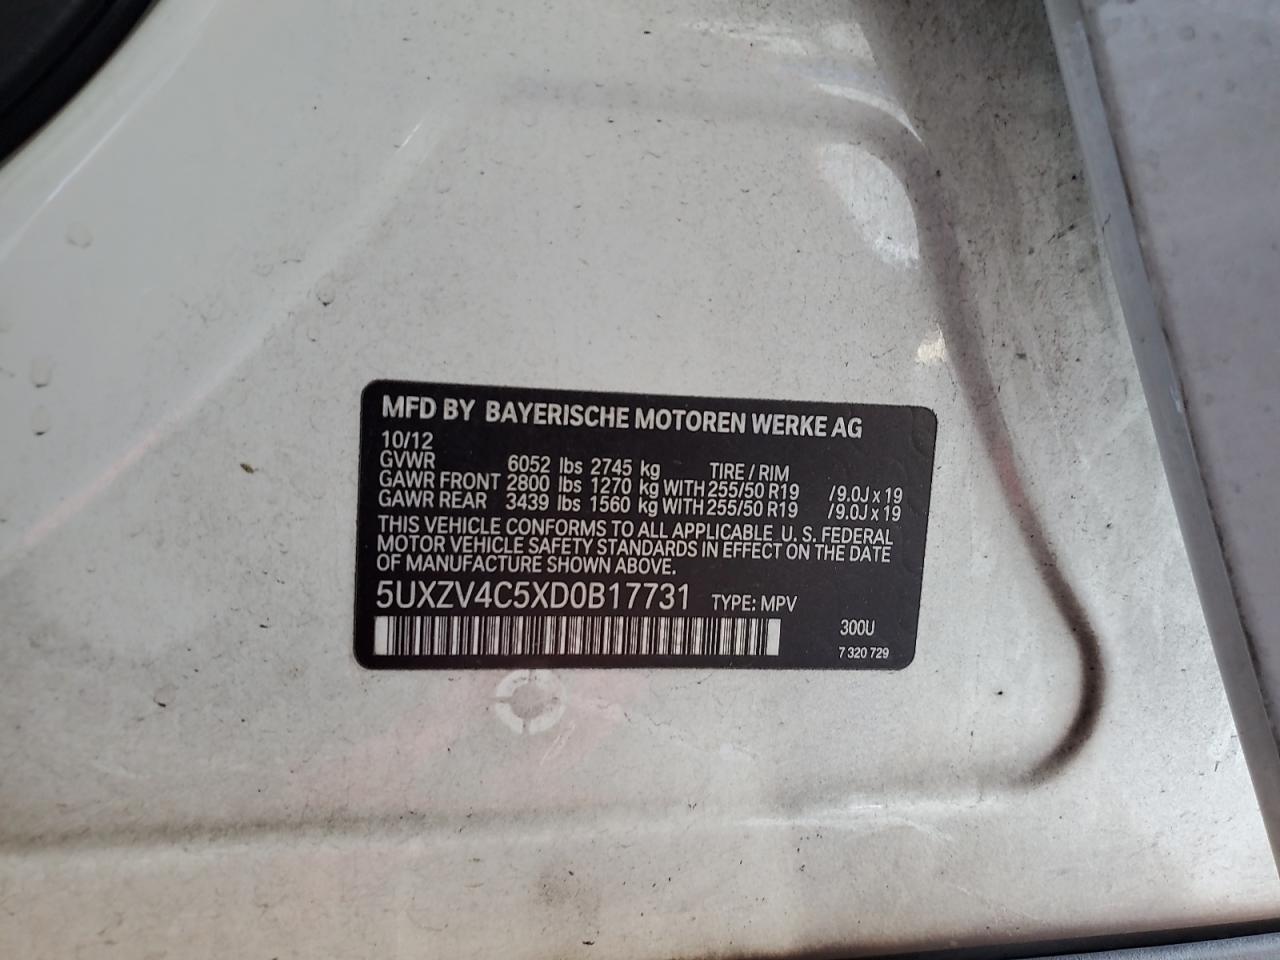 MFD BY BAYERISCHE MOTOREN WERKE AG
10/12
GVWR 6052 lbs 2745 kg TIRE / RIM
GAWR FRONT 2800 lbs 1270 kg WITH 255/50 R19 /9.0J x 19
GAWR REAR 3439 lbs 1560 kg WITH 255/50 R19 /9.0J x 19
THIS VEHICLE CONFORMS TO ALL APPLICABLE U. S. FEDERAL
MOTOR VEHICLE SAFETY STANDARDS IN EFFECT ON THE DATE
OF MANUFACTURE SHOWN ABOVE.
5UXZV4C5XD0B17731 TYPE: MPV
300U
7 320 729